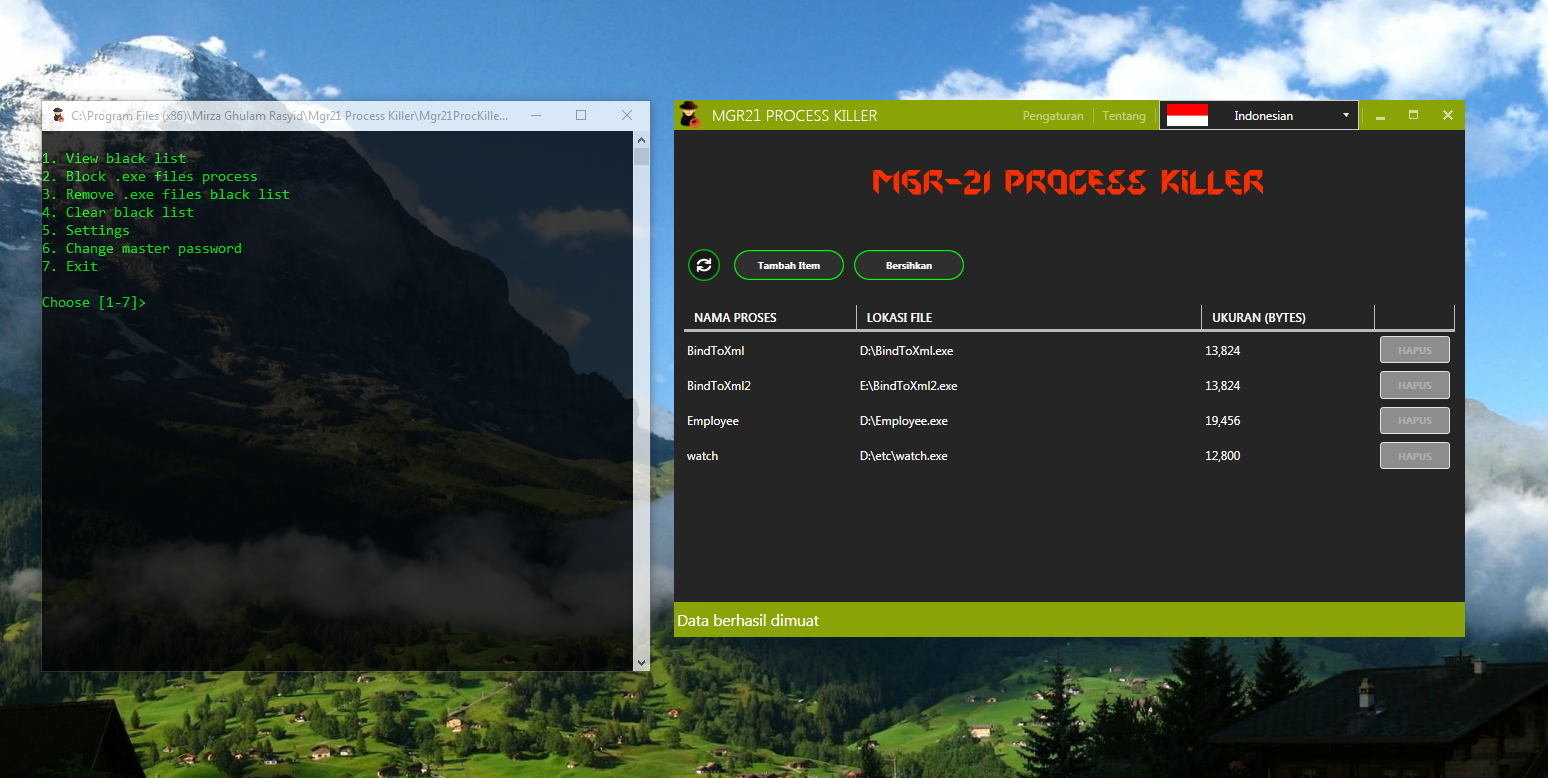 C:\Program Files (x86)\Mirza Ghulam Rasyid\Mgr21 Process Killer\Mgr21ProcKille...
1. View black list
2. Block .exe files process
3. Remove .exe files black list
4. Clear black list
5. Settings
6. Change master password
7. Exit
Choose [1-7]>
MGR21 PROCESS KILLER Pengaturan Tentang Indonesian
MGR-21 PROCESS KILLER
Tambah Item Bersihkan
NAMA PROSES LOKASI FILE UKURAN (BYTES)
BindToXml D:\BindToXml.exe 13,824 HAPUS
BindToXml2 E:\BindToXml2.exe 13,824 HAPUS
Employee D:\Employee.exe 19,456 HAPUS
watch D:\etc\watch.exe 12,800 HAPUS
Data berhasil dimuat